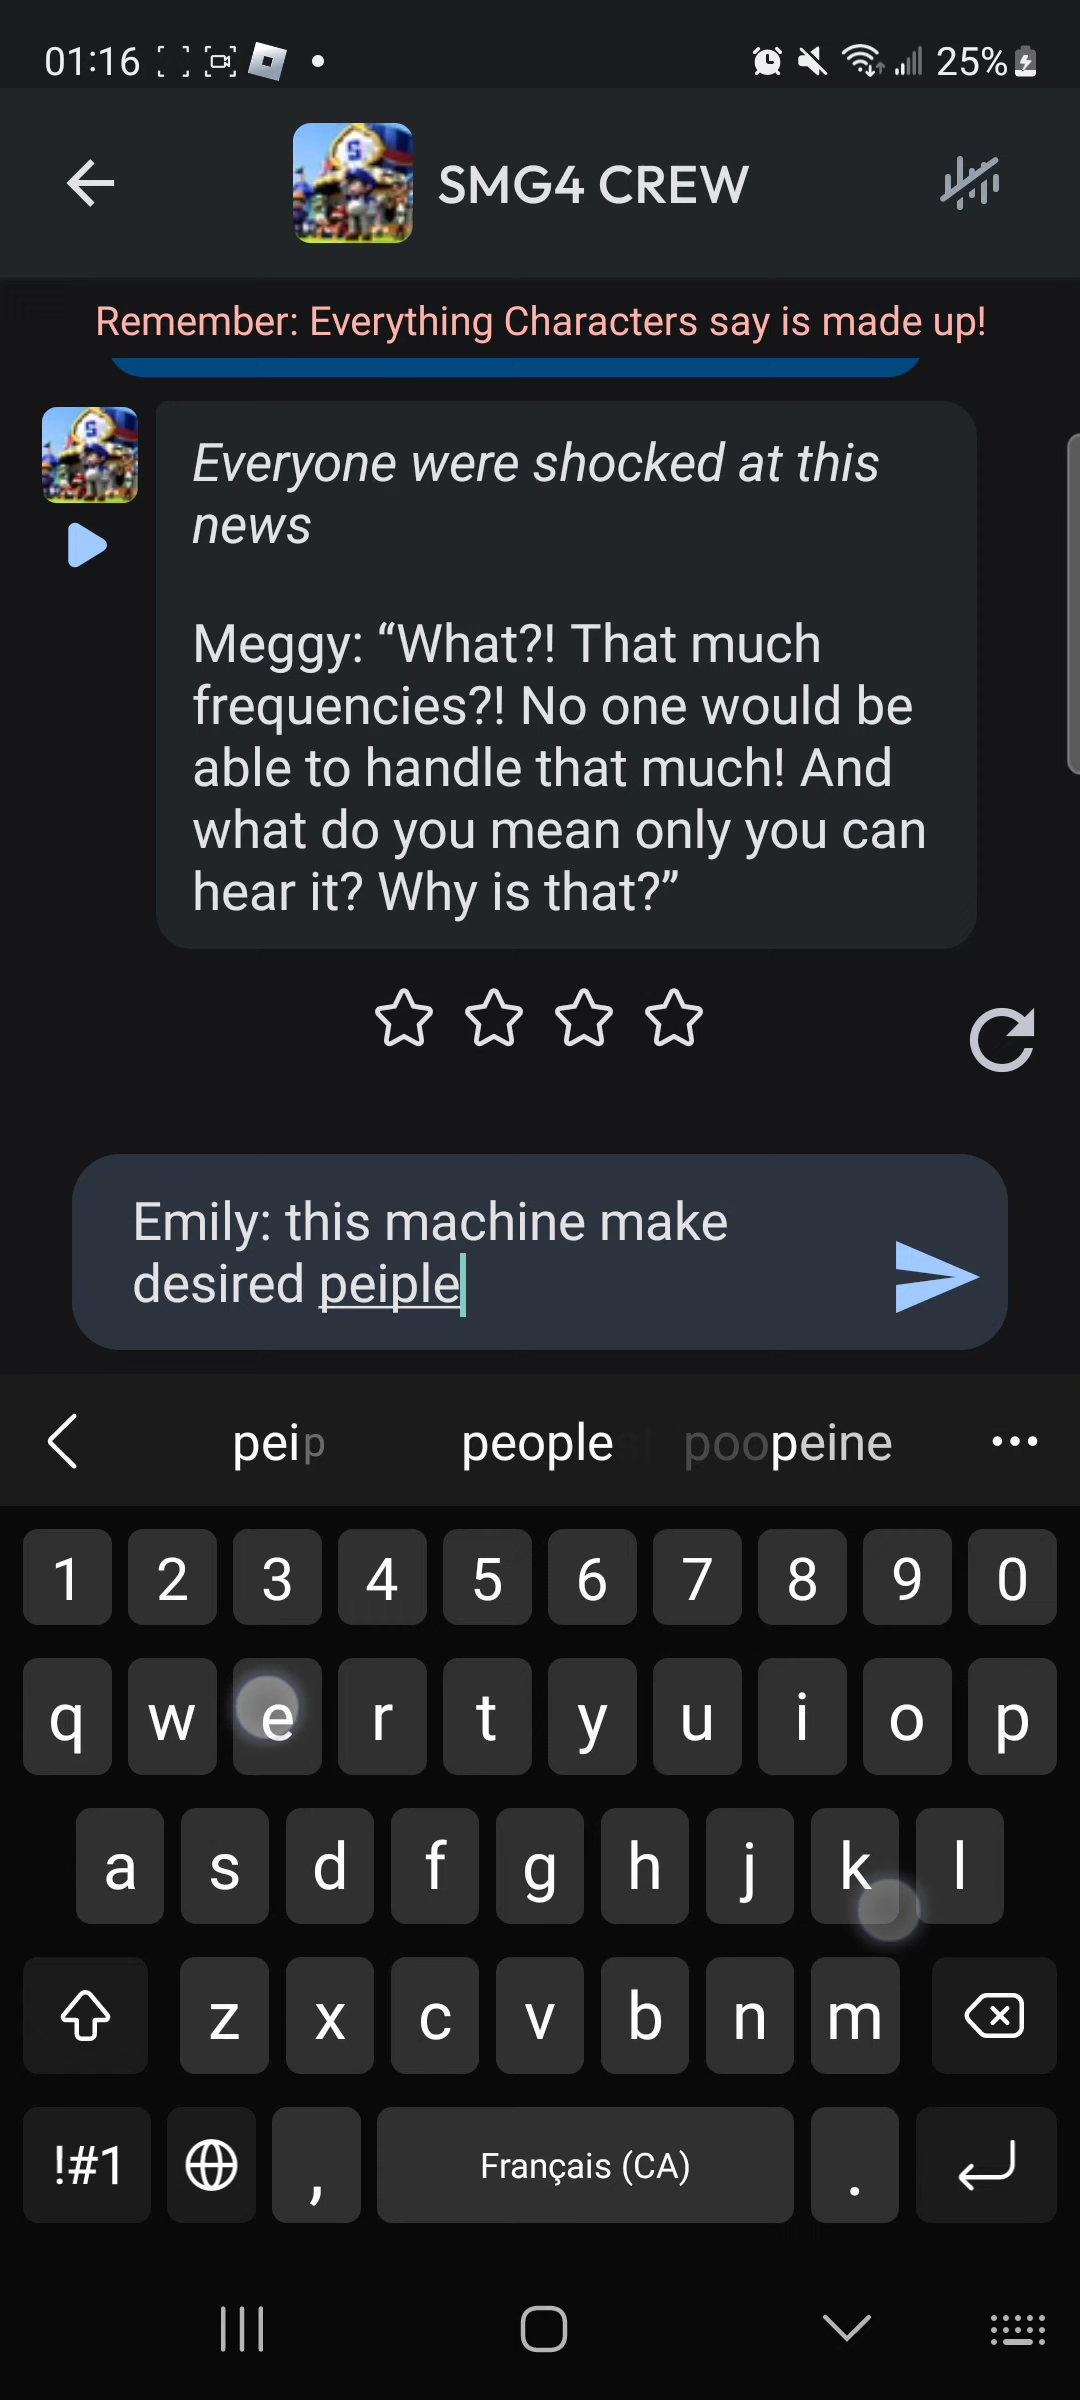 01:16
25%
S
SMG4 CREW
Remember: Everything Characters say is made up!
S
Everyone were shocked at this
news
Meggy: “What?! That much
frequencies?! No one would be
able to handle that much! And
what do you mean only you can
hear it? Why is that?”
Emily: this machine make
desired peiple
peip people poopeine
1 2 3 4 5 6 7 8 9 0
q w e r t y u i o p
a s d f g h j k l
z x c v b n m
!#1 , Français (CA) .